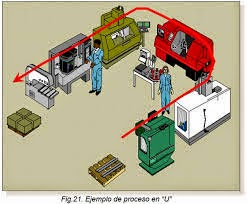 Fig.21. Ejemplo de proceso en "U"